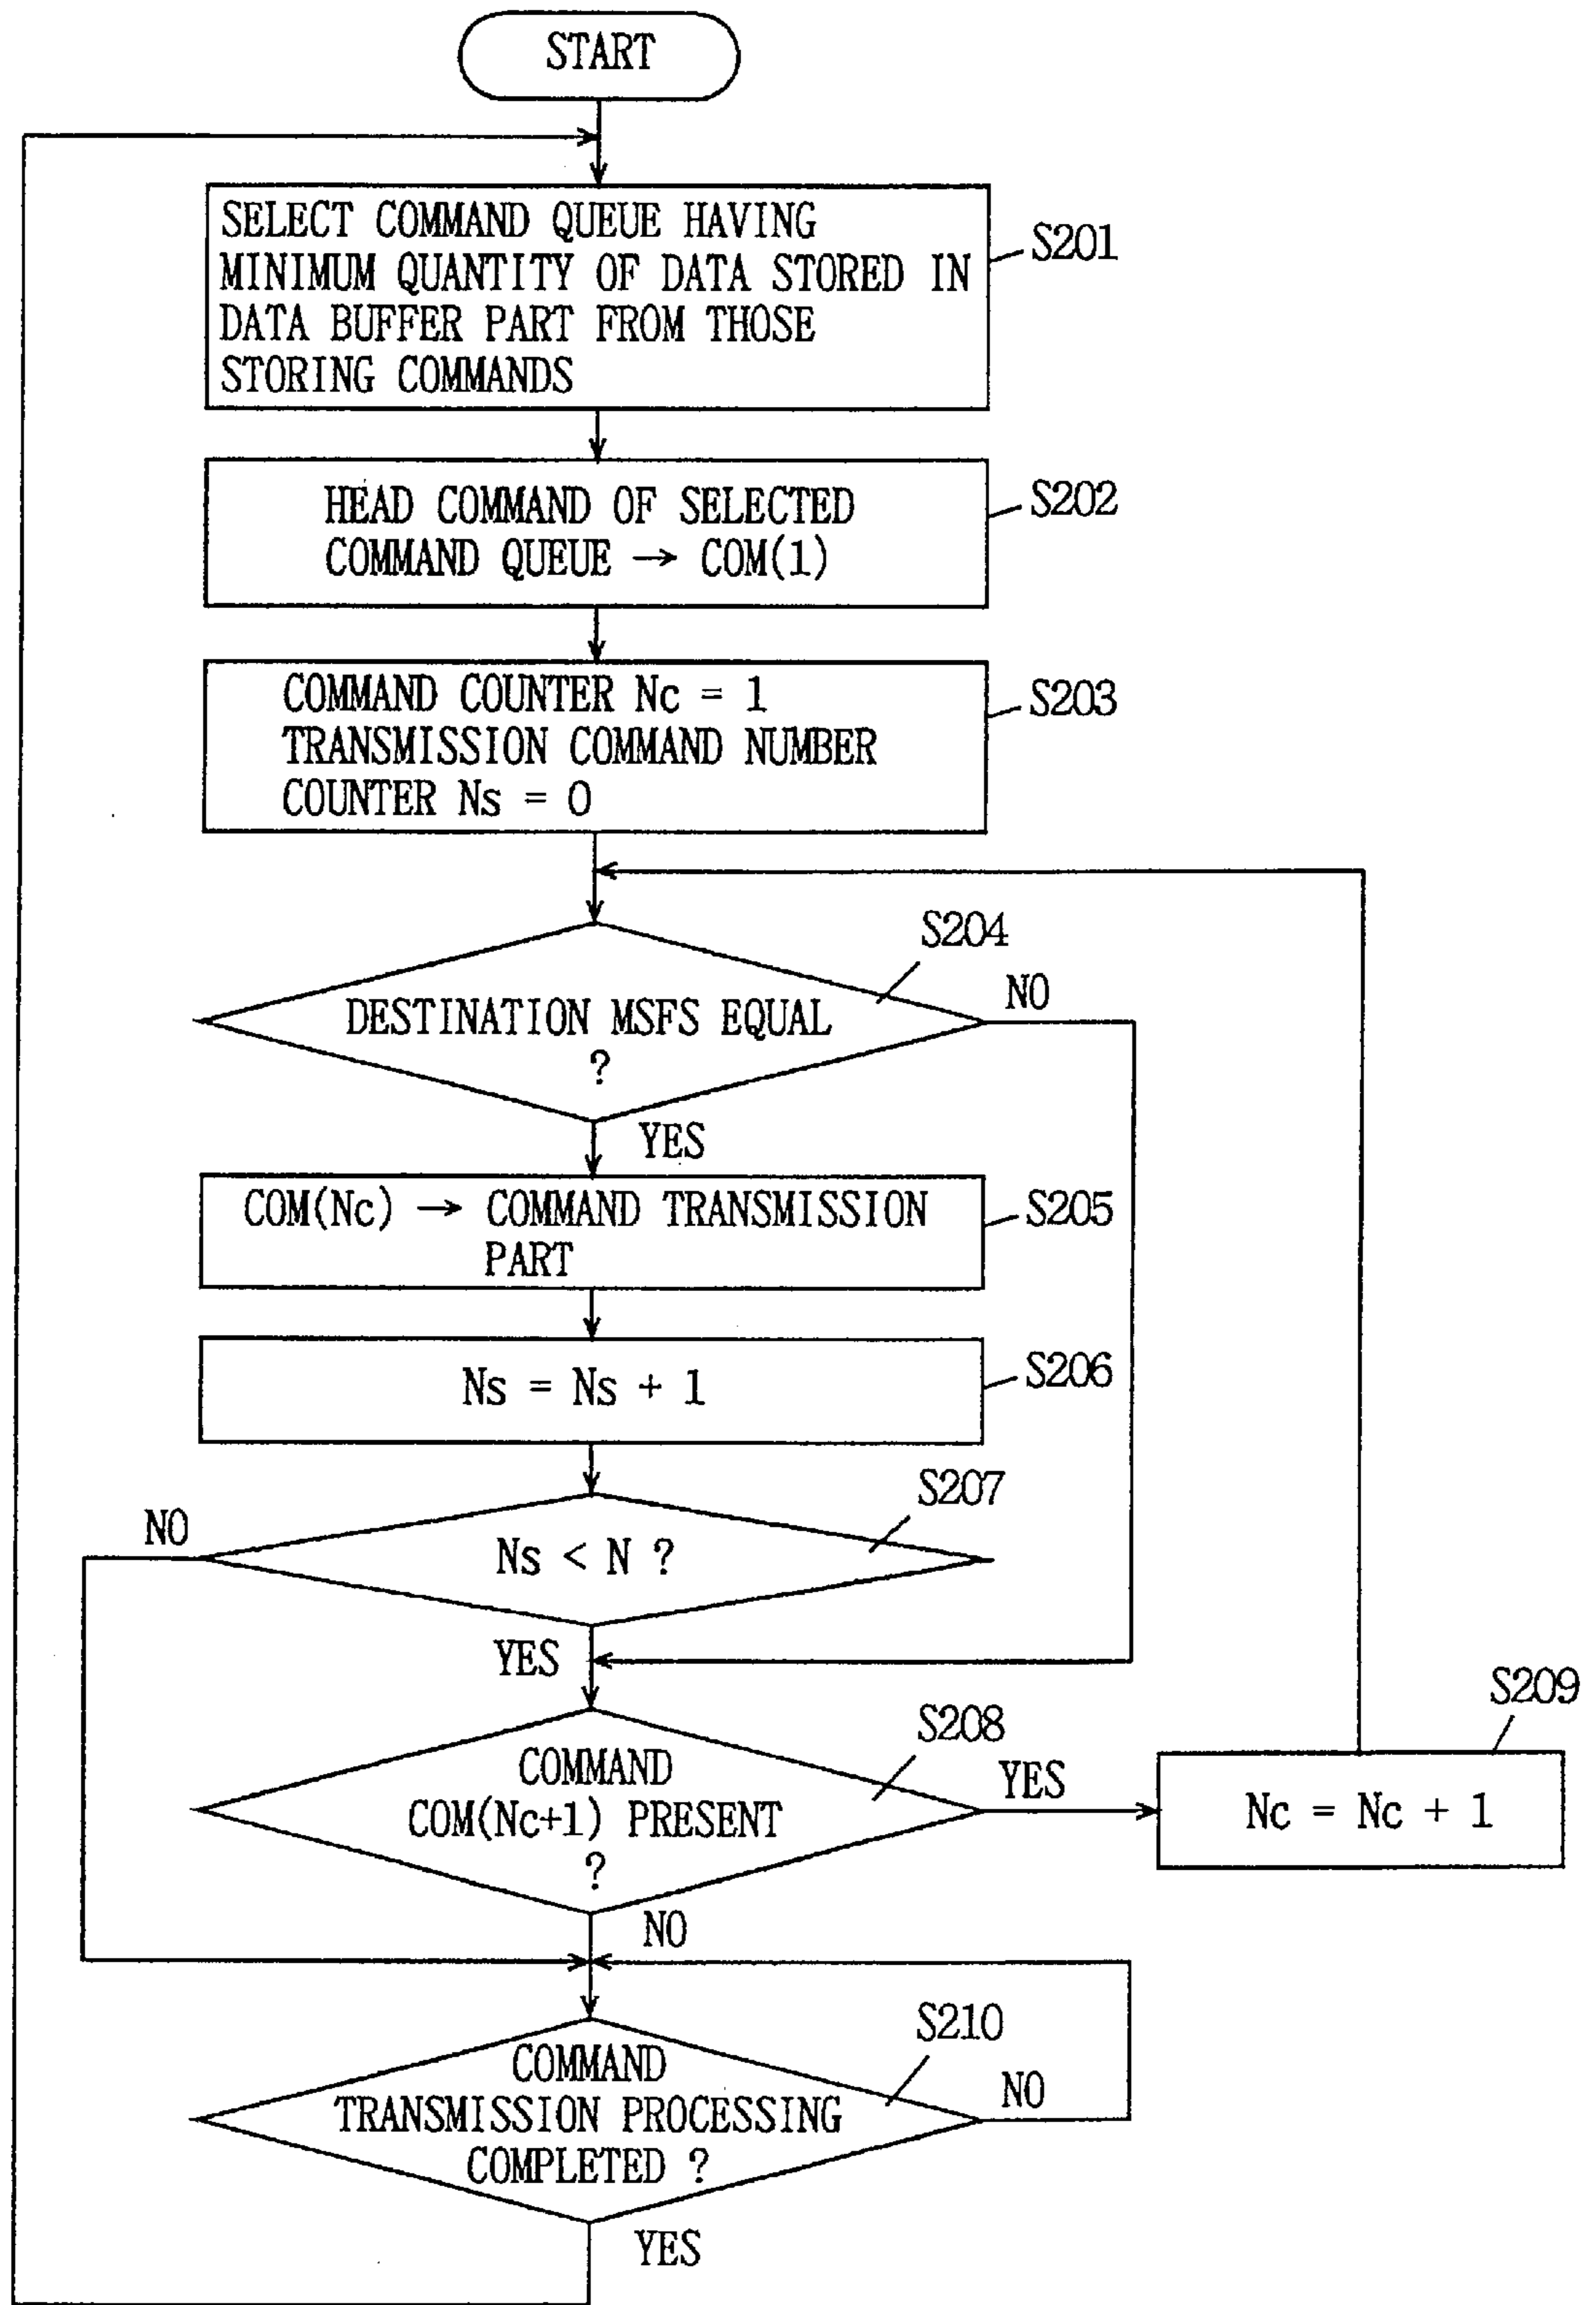 START
SELECT COMMAND QUEUE HAVING
MINIMUM QUANTITY OF DATA STORED IN
DATA BUFFER PART FROM THOSE
STORING COMMANDS
S201
HEAD COMMAND OF SELECTED
COMMAND QUEUE → COM(1)
S202
COMMAND COUNTER Nc = 1
TRANSMISSION COMMAND NUMBER
COUNTER Ns = 0
S203
S204
DESTINATION MSFS EQUAL
?
NO
YES
COM(Nc) → COMMAND TRANSMISSION
PART
S205
Ns = Ns + 1
S206
S207
NO
Ns < N ?
YES
S208
COMMAND
COM(Nc+1) PRESENT
?
YES
S209
Nc = Nc + 1
NO
S210
COMMAND
TRANSMISSION PROCESSING
COMPLETED ?
NO
YES